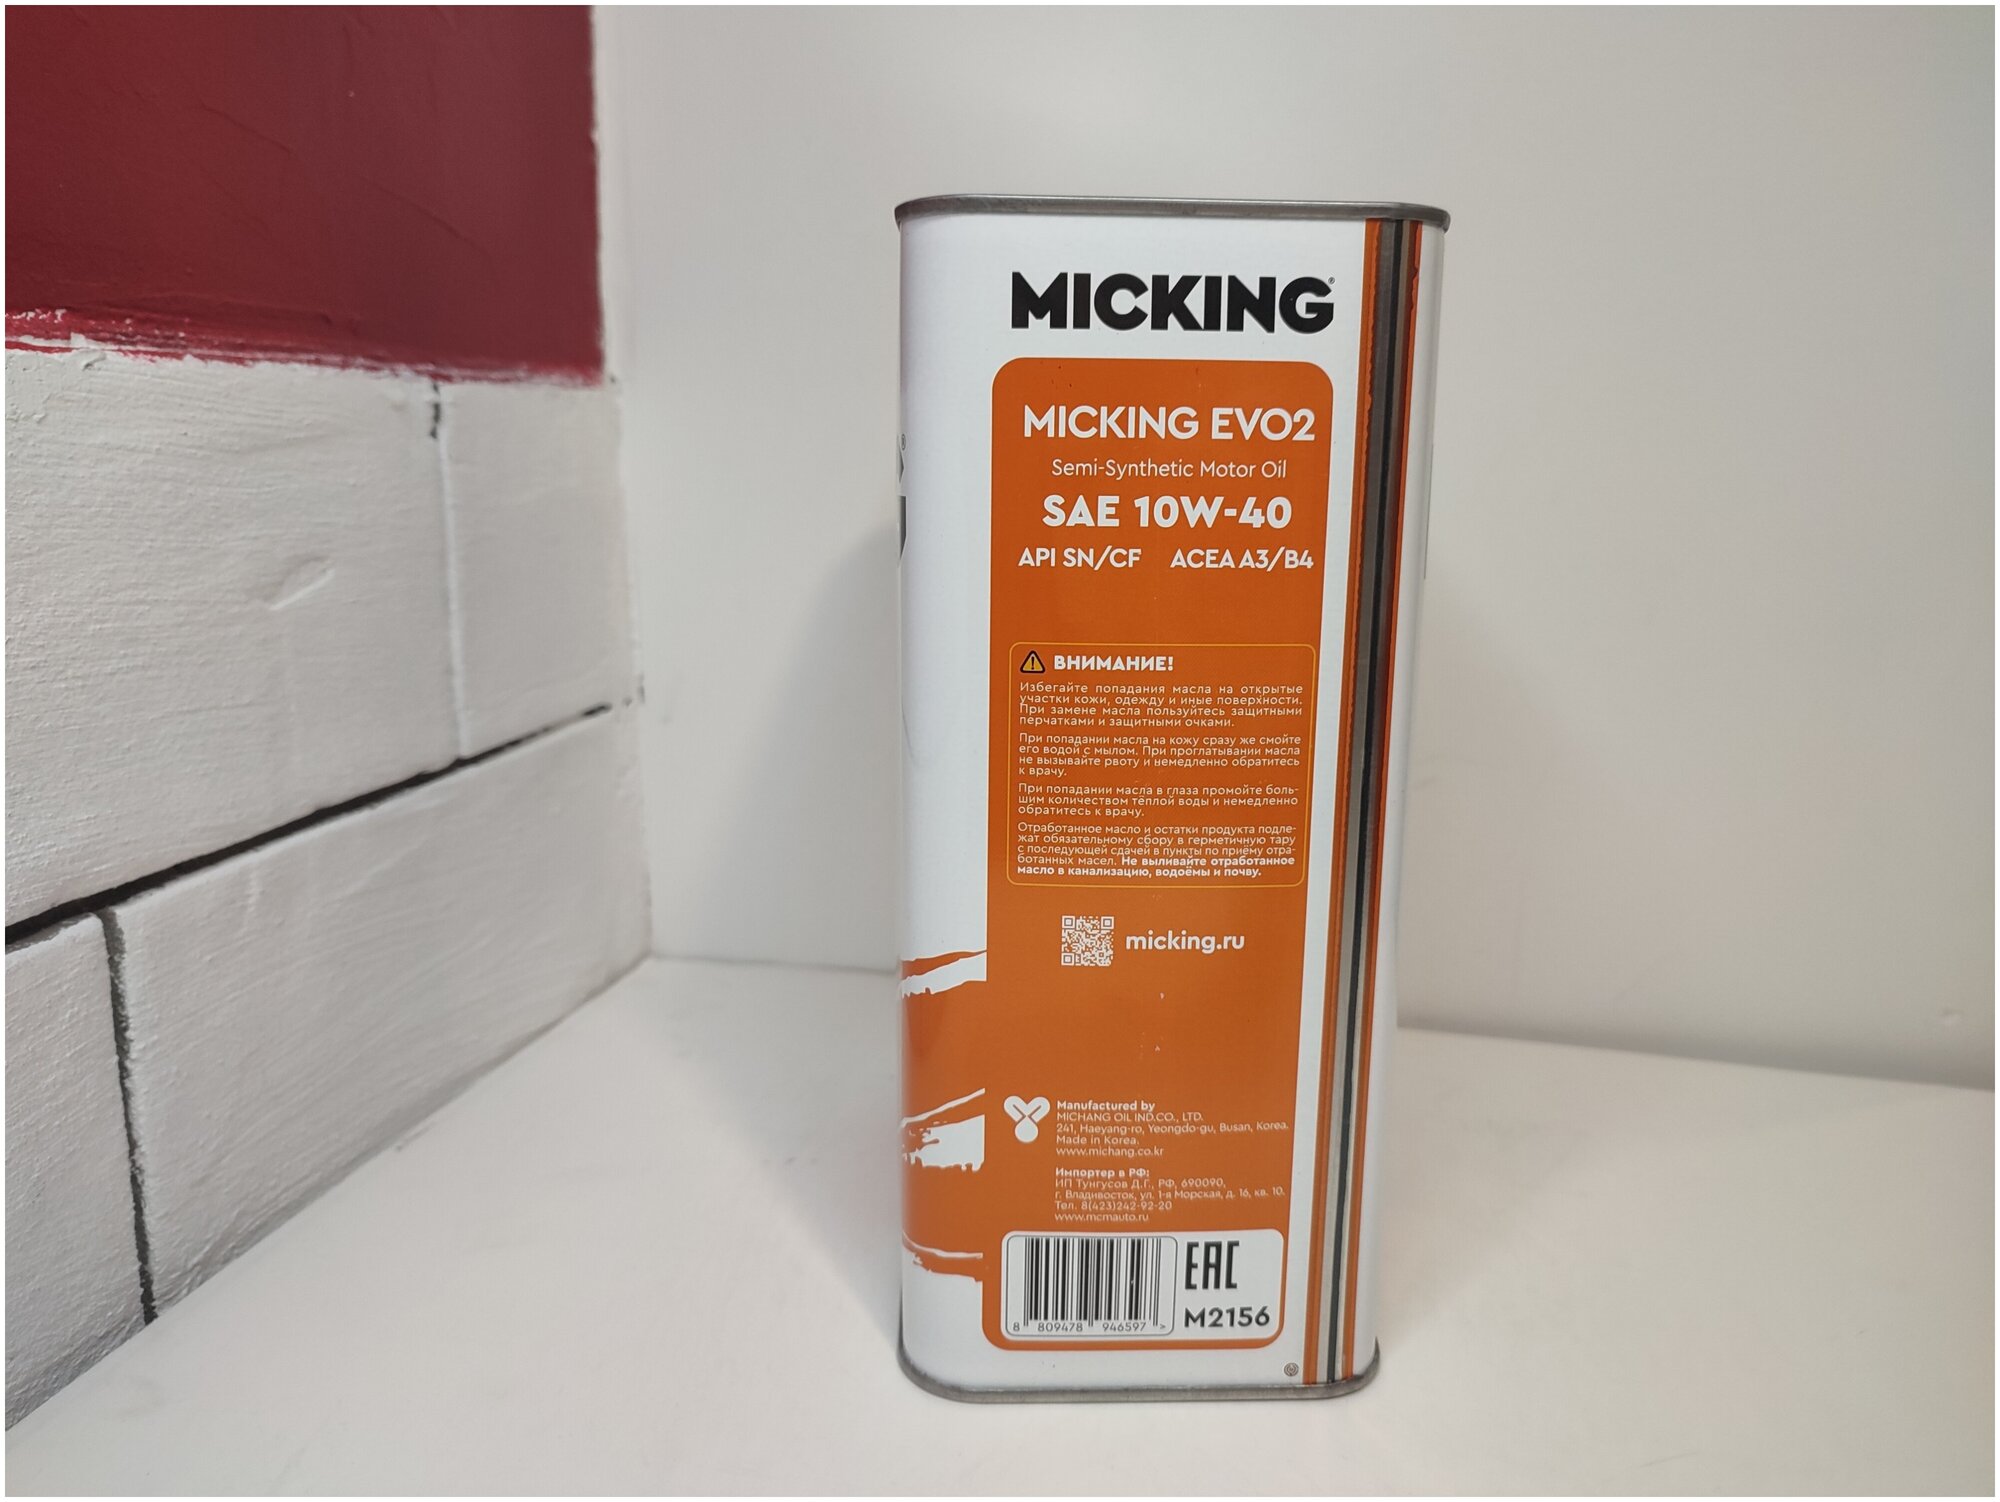 MICKING®
MICKING EVO2
Semi-Synthetic Motor Oil
SAE 10W-40
API SN/CF ACEA A3/B4
ВНИМАНИЕ!
Избегайте попадания масла на открытые
участки кожи, одежду и иные поверхности.
При замене масла пользуйтесь защитными
перчатками и защитными очками.
При попадании масла на кожу сразу же смойте
его водой с мылом. При проглатывании масла
не вызывайте рвоту и немедленно обратитесь
к врачу.
При попадании масла в глаза промойте боль-
шим количеством тёплой воды и немедленно
обратитесь к врачу.
Отработанное масло и остатки продукта подле-
жат обязательному сбору в герметичную тару
с последующей сдачей в пункты по приёму отра-
ботанных масел. Не выливайте отработанное
масло в канализацию, водоёмы и почву.
micking.ru
Manufactured by
MICHANG OIL IND.CO., LTD.
241, Haeyang-ro, Yeongdo-gu, Busan, Korea.
Made in Korea.
www.michang.co.kr
Импортер в РФ:
ИП Тунгусов Д.Г., РФ, 690090,
г. Владивосток, ул. 1-я Морская, д. 16, кв. 10.
Тел. 8(423)242-92-20
www.mcmauto.ru
EAC
8 809478 946597 >
M2156